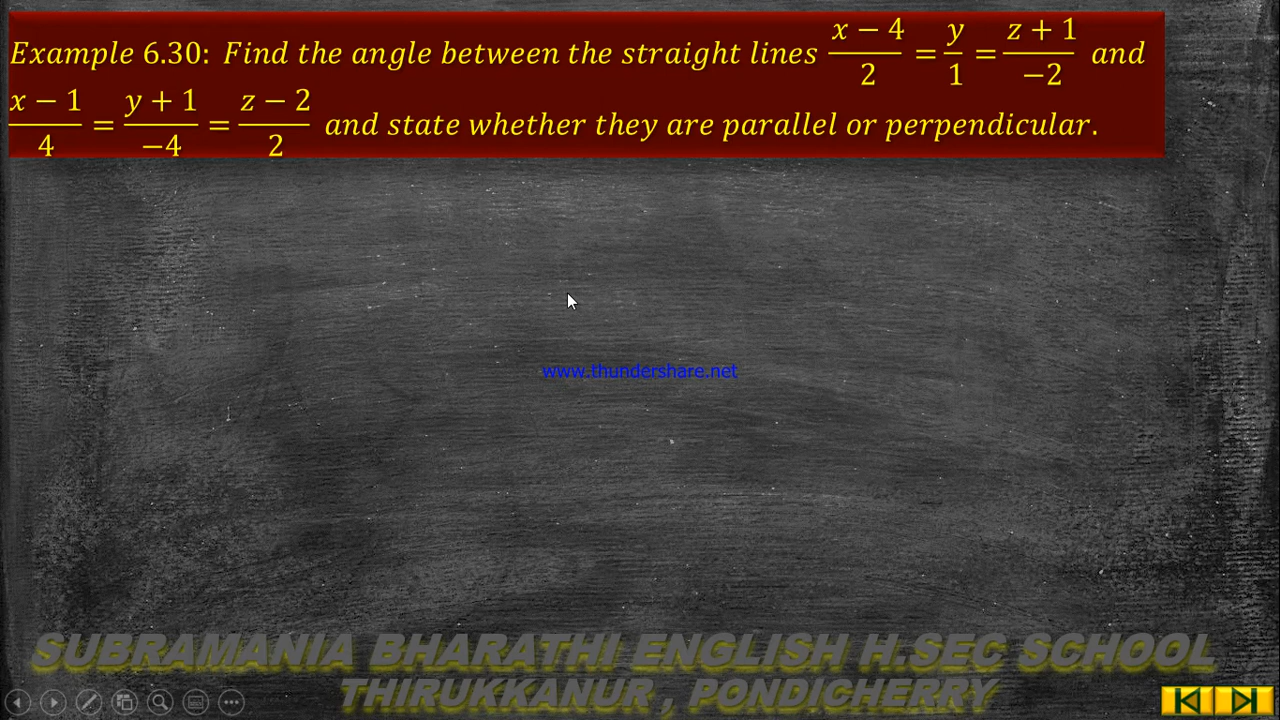 Example 6.30: Find the angle between the straight lines (x − 4)/2 = y/1 = (z + 1)/−2 and
(x − 1)/4 = (y + 1)/−4 = (z − 2)/2 and state whether they are parallel or perpendicular.
www.thundershare.net
SUBRAMANIA BHARATHI ENGLISH H.SEC SCHOOL
THIRUKKANUR , PONDICHERRY